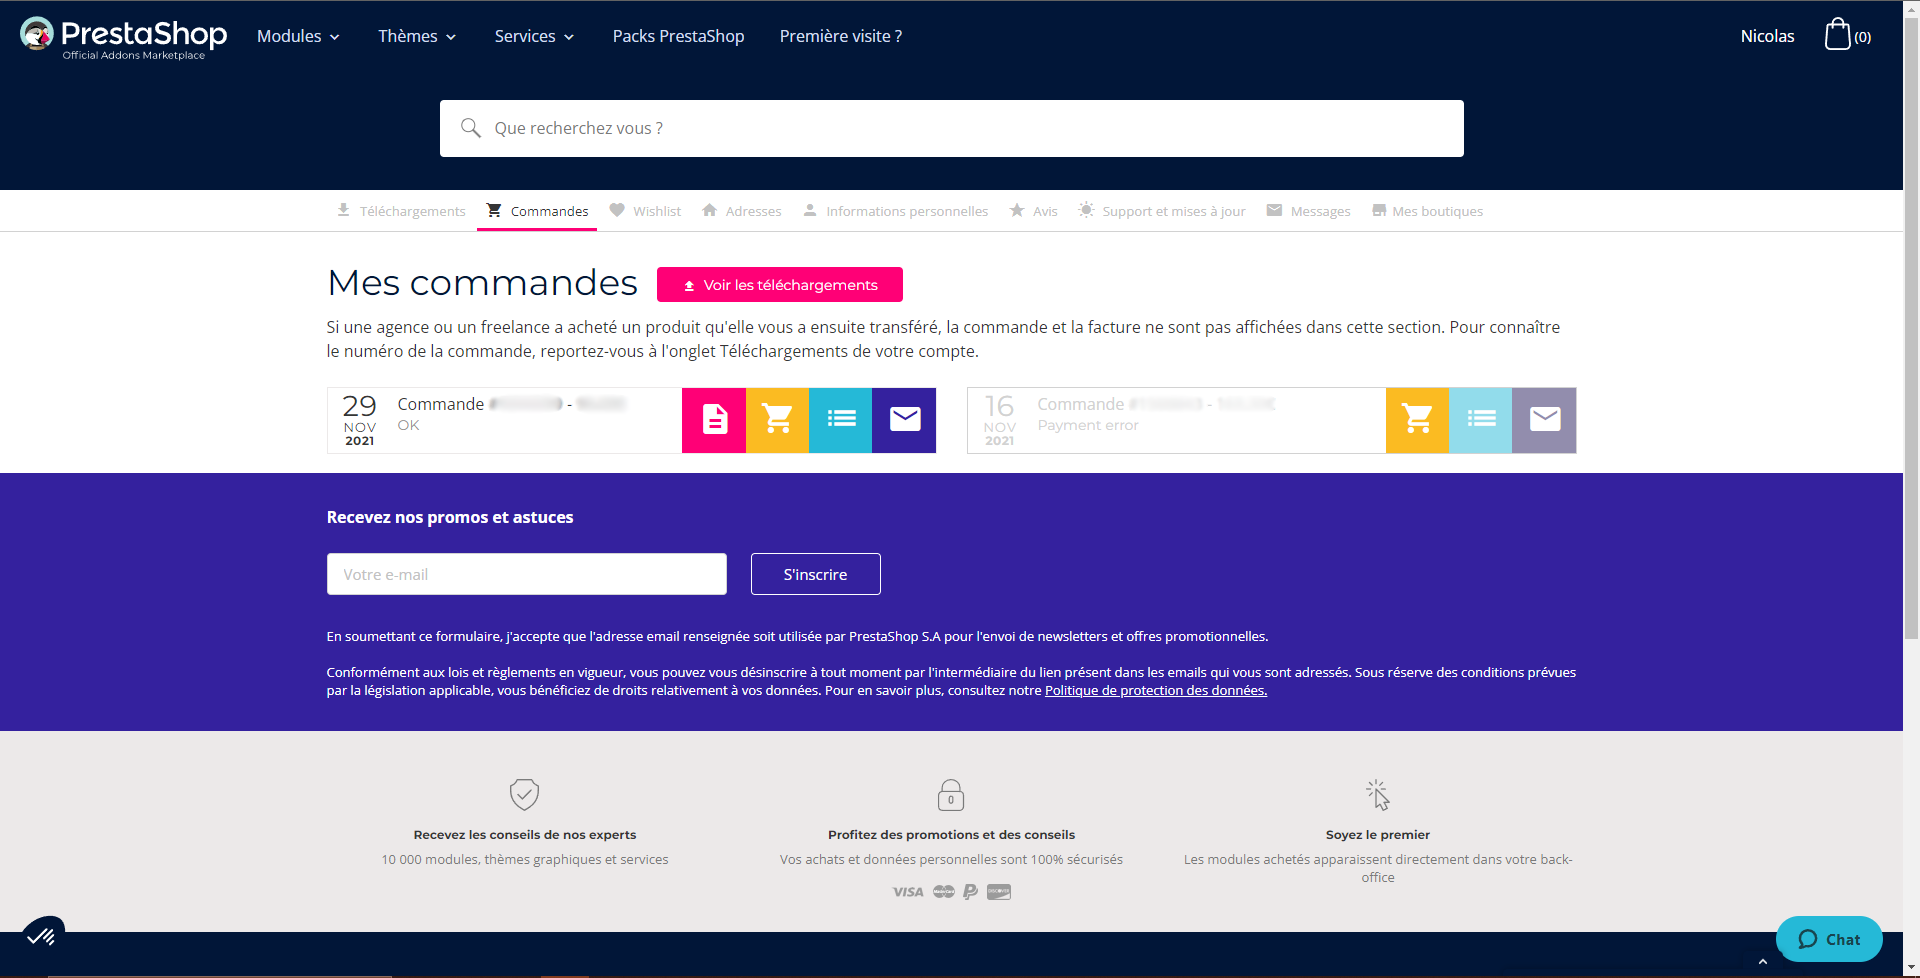 PrestaShop
Official Addons Marketplace
Modules
Thèmes
Services
Packs PrestaShop
Première visite ?
Nicolas
(0)
Que recherchez vous ?
Téléchargements
Commandes
Wishlist
Adresses
Informations personnelles
Avis
Support et mises à jour
Messages
Mes boutiques
Mes commandes
Voir les téléchargements
Si une agence ou un freelance a acheté un produit qu'elle vous a ensuite transféré, la commande et la facture ne sont pas affichées dans cette section. Pour connaître
le numéro de la commande, reportez-vous à l'onglet Téléchargements de votre compte.
29
NOV
2021
Commande -
OK
16
NOV
2021
Commande -
Payment error
Recevez nos promos et astuces
Votre e-mail
S'inscrire
En soumettant ce formulaire, j'accepte que l'adresse email renseignée soit utilisée par PrestaShop S.A pour l'envoi de newsletters et offres promotionnelles.
Conformément aux lois et règlements en vigueur, vous pouvez vous désinscrire à tout moment par l'intermédiaire du lien présent dans les emails qui vous sont adressés. Sous réserve des conditions prévues
par la législation applicable, vous bénéficiez de droits relativement à vos données. Pour en savoir plus, consultez notre Politique de protection des données.
Recevez les conseils de nos experts
10 000 modules, thèmes graphiques et services
Profitez des promotions et des conseils
Vos achats et données personnelles sont 100% sécurisés
VISA
Soyez le premier
Les modules achetés apparaissent directement dans votre back-
office
Chat